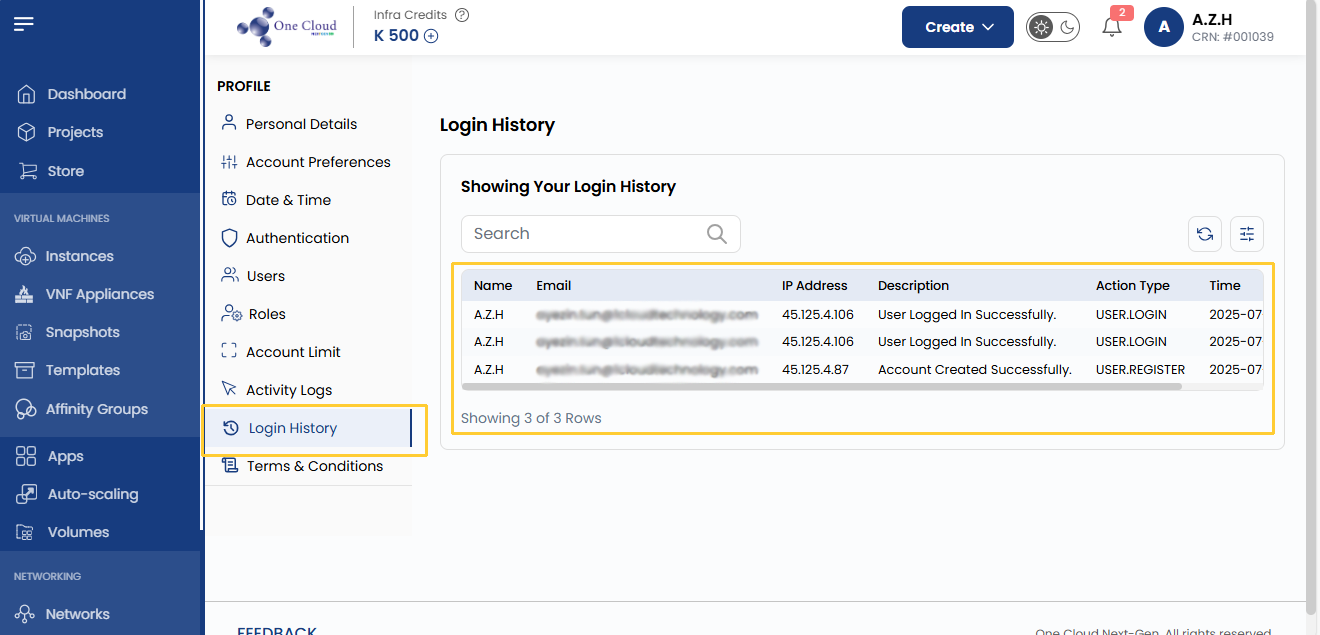 One Cloud
Infra Credits
K 500
Create
2
A
A.Z.H
CRN: #001039
Dashboard
Projects
Store
VIRTUAL MACHINES
Instances
VNF Appliances
Snapshots
Templates
Affinity Groups
Apps
Auto-scaling
Volumes
NETWORKING
Networks
PROFILE
Personal Details
Account Preferences
Date & Time
Authentication
Users
Roles
Account Limit
Activity Logs
Login History
Terms & Conditions
Login History
Showing Your Login History
Search
Name Email IP Address Description Action Type Time
A.Z.H 45.125.4.106 User Logged In Successfully. USER.LOGIN 2025-07
A.Z.H 45.125.4.106 User Logged In Successfully. USER.LOGIN 2025-07
A.Z.H 45.125.4.87 Account Created Successfully. USER.REGISTER 2025-07
Showing 3 of 3 Rows
FEEDBACK
One Cloud Next-Gen. All rights reserved.